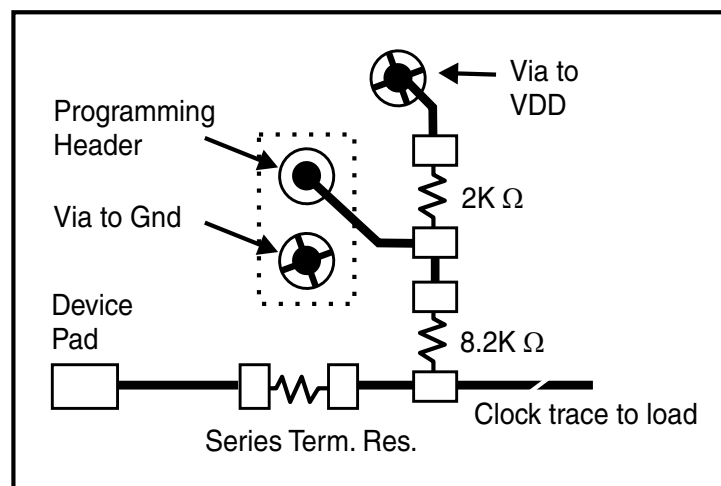 Via to
VDD
Programming
Header
2K Ω
Via to Gnd
Device
Pad
8.2K Ω
Clock trace to load
Series Term. Res.